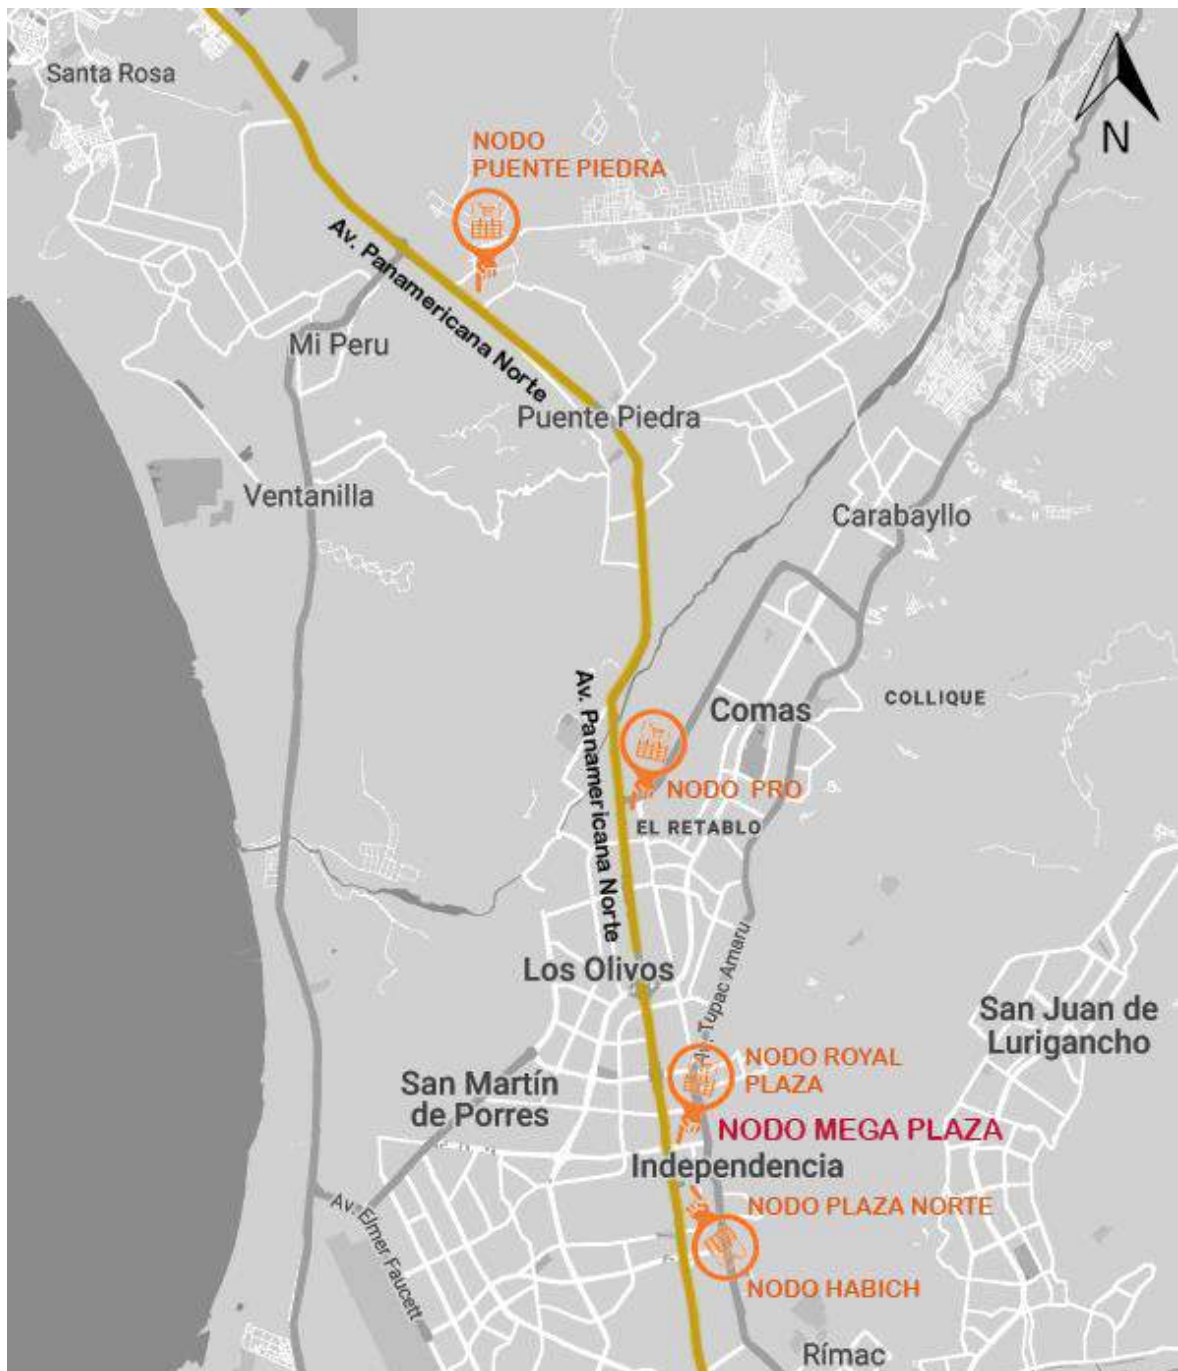 Santa Rosa
N
NODO
PUENTE PIEDRA
Av. Panamericana Norte
Mi Peru
Puente Piedra
Ventanilla
Carabayllo
COLLIQUE
Comas
Av. Panamericana Norte
NODO PRO
EL RETABLO
Los Olivos
Av. Tupac Amaru
San Juan de
Lurigancho
NODO ROYAL
PLAZA
San Martín
de Porres
NODO MEGA PLAZA
Independencia
NODO PLAZA NORTE
Av. Elmer Faucett
NODO HABICH
Rímac